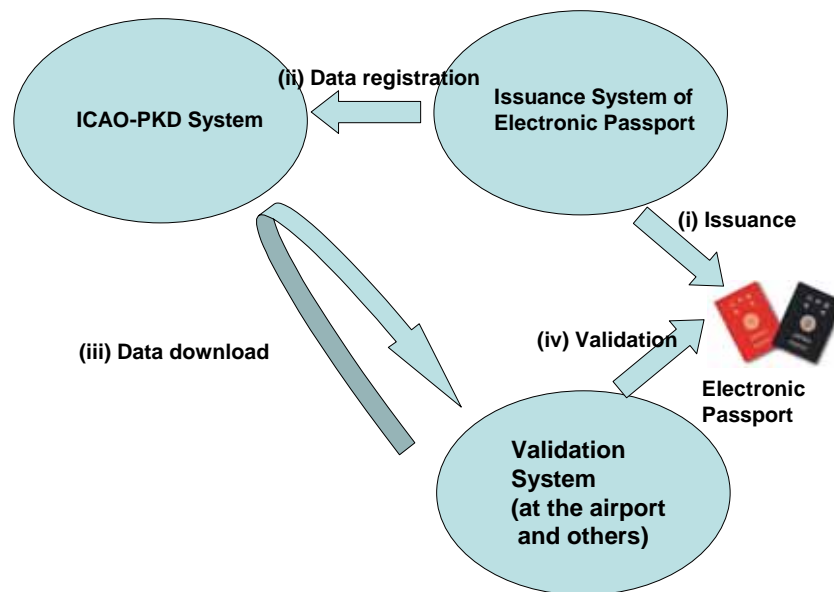 (ii) Data registration
ICAO-PKD System
Issuance System of
Electronic Passport
(i) Issuance
(iii) Data download
(iv) Validation
Electronic
Passport
Validation
System
(at the airport
and others)